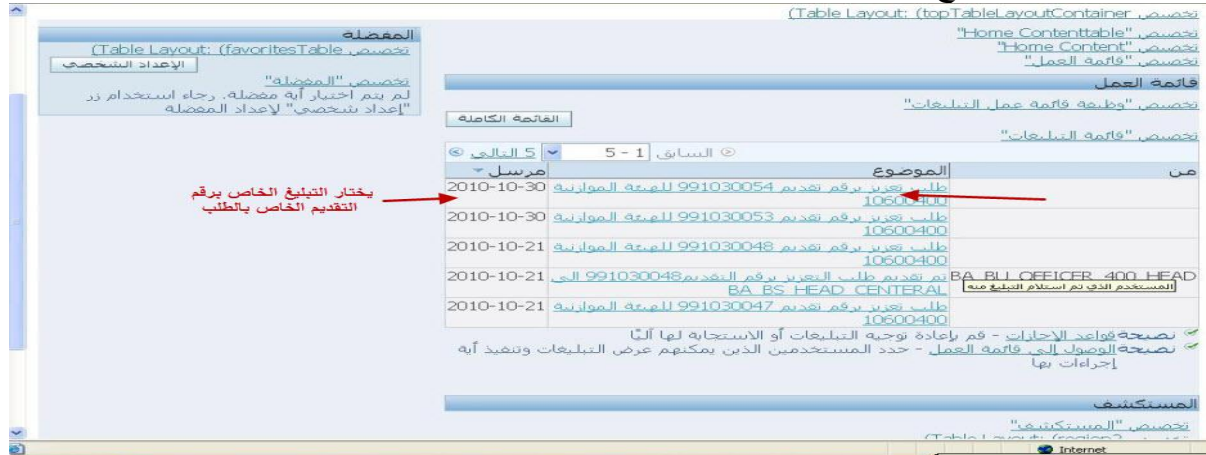 تخصيص Table Layout: (topTableLayoutContainer)
تخصيص "Home Contenttable"
تخصيص "Home Content"
تخصيص "قائمة العمل"
قائمة العمل
تخصيص "وظيفة قائمة عمل التبليغات"
القائمة الكاملة
تخصيص "قائمة التبليغات"
السابق 1 - 5 5 التالي
من الموضوع مرسل
طلب تعزيز برقم تقديم 991030054 للهيئة الموازنية 2010-10-30
10600400
طلب تعزيز برقم تقديم 991030053 للهيئة الموازنية 2010-10-30
10600400
طلب تعزيز برقم تقديم 991030048 للهيئة الموازنية 2010-10-21
10600400
BA_BU_OFFICER_400_HEAD تم تقديم طلب التعزيز برقم التقديم991030048 الى 2010-10-21
BA_BS_HEAD_CENTERAL
المستخدم الذي تم استلام التبليغ منه
طلب تعزيز برقم تقديم 991030047 للهيئة الموازنية 2010-10-21
10600400
نصيحة قواعد الإجازات - قم بإعادة توجيه التبليغات أو الاستجابة لها آليًا
نصيحة الوصول إلى قائمة العمل - حدد المستخدمين الذين يمكنهم عرض التبليغات وتنفيذ أية
إجراءات بها
المستكشف
تخصيص "المستكشف"
المفضلة
تخصيص Table Layout: (favoritesTable)
الإعداد الشخصي
تخصيص "المفضلة"
لم يتم اختيار أية مفضلة. رجاء استخدام زر
"إعداد شخصي" لإعداد المفضلة
يختار التبليغ الخاص برقم
التقديم الخاص بالطلب
Internet